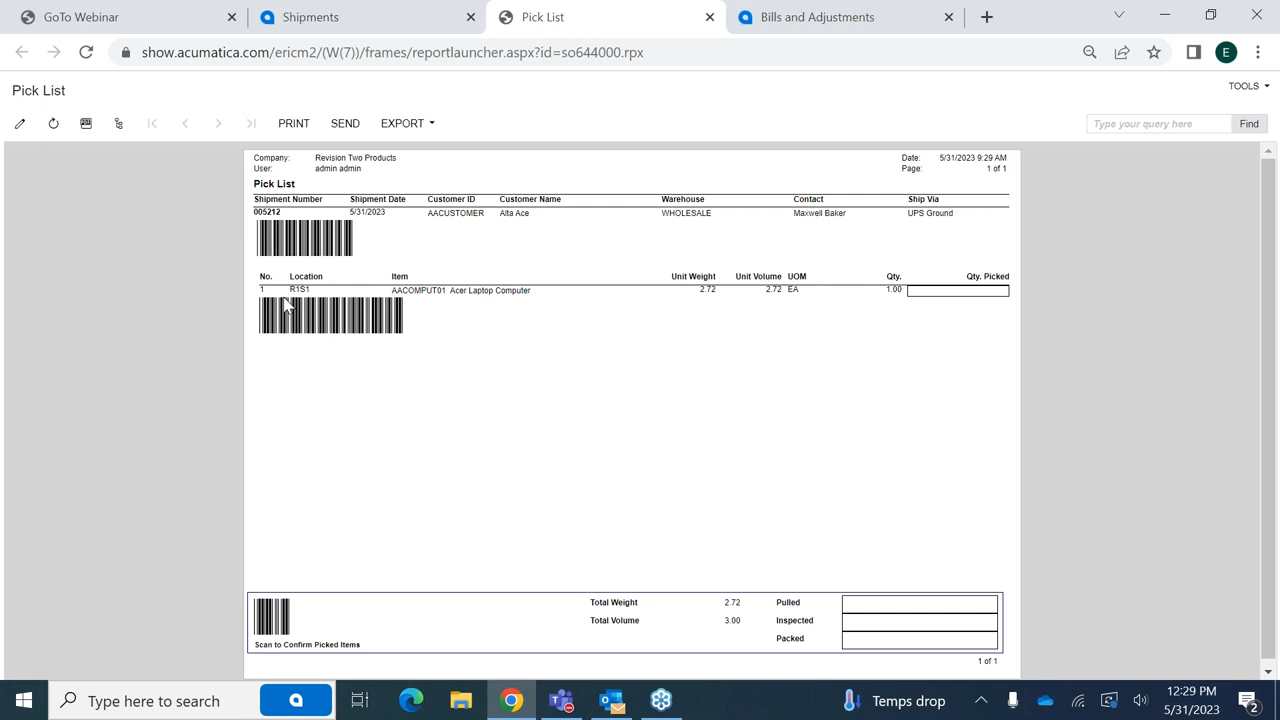 GoTo Webinar
Shipments
Pick List
Bills and Adjustments
show.acumatica.com/ericm2/(W(7))/frames/reportlauncher.aspx?id=so644000.rpx
E
Pick List
TOOLS
PRINT SEND EXPORT
Type your query here Find
Company: Revision Two Products Date: 5/31/2023 9:29 AM
User: admin admin Page: 1 of 1
Pick List
Shipment Number Shipment Date Customer ID Customer Name Warehouse Contact Ship Via
005212 5/31/2023 AACUSTOMER Alta Ace WHOLESALE Maxwell Baker UPS Ground
No. Location Item Unit Weight Unit Volume UOM Qty. Qty. Picked
1 R1S1 AACOMPUT01 Acer Laptop Computer 2.72 2.72 EA 1.00
Total Weight 2.72 Pulled
Total Volume 3.00 Inspected
Packed
Scan to Confirm Picked Items
1 of 1
Type here to search
Temps drop
12:29 PM
5/31/2023
2